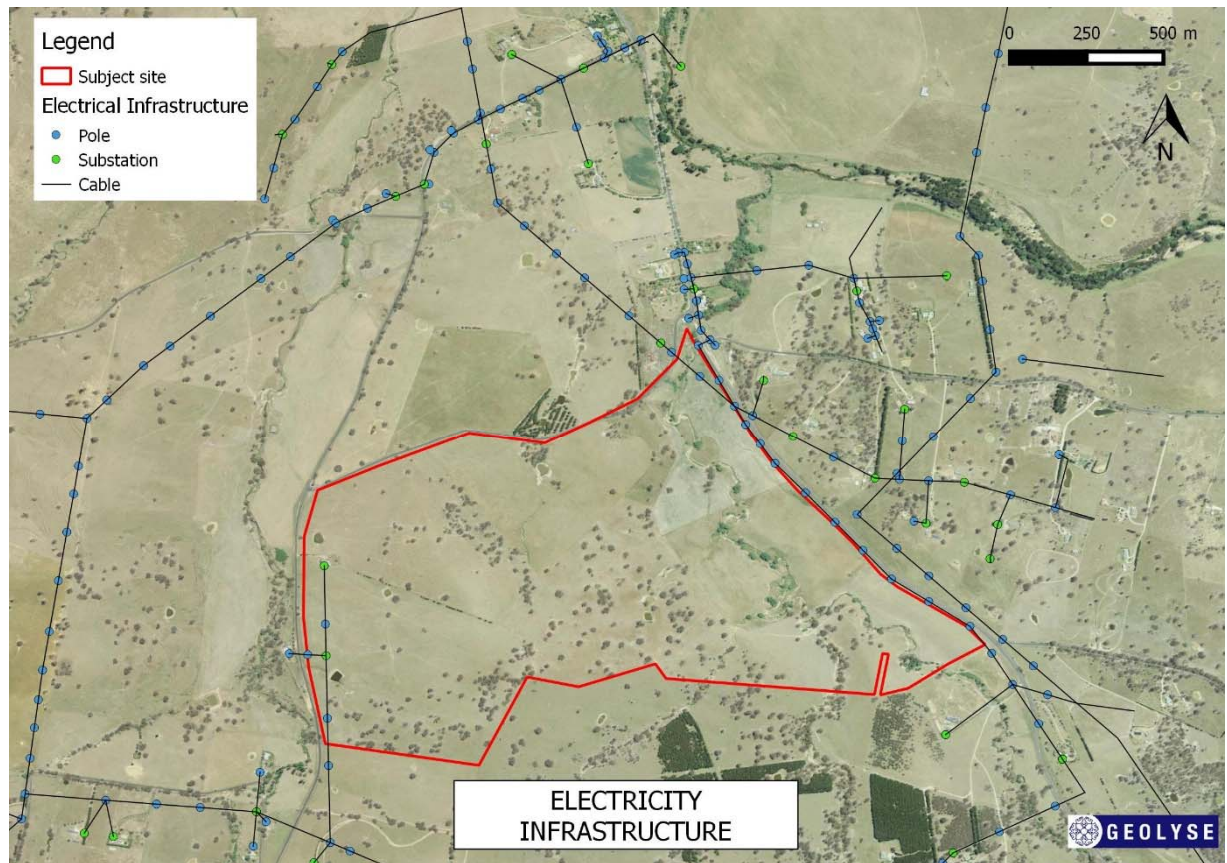 Legend
Subject site
Electrical Infrastructure
Pole
Substation
Cable
0 250 500 m
N
ELECTRICITY
INFRASTRUCTURE
GEOLYSE